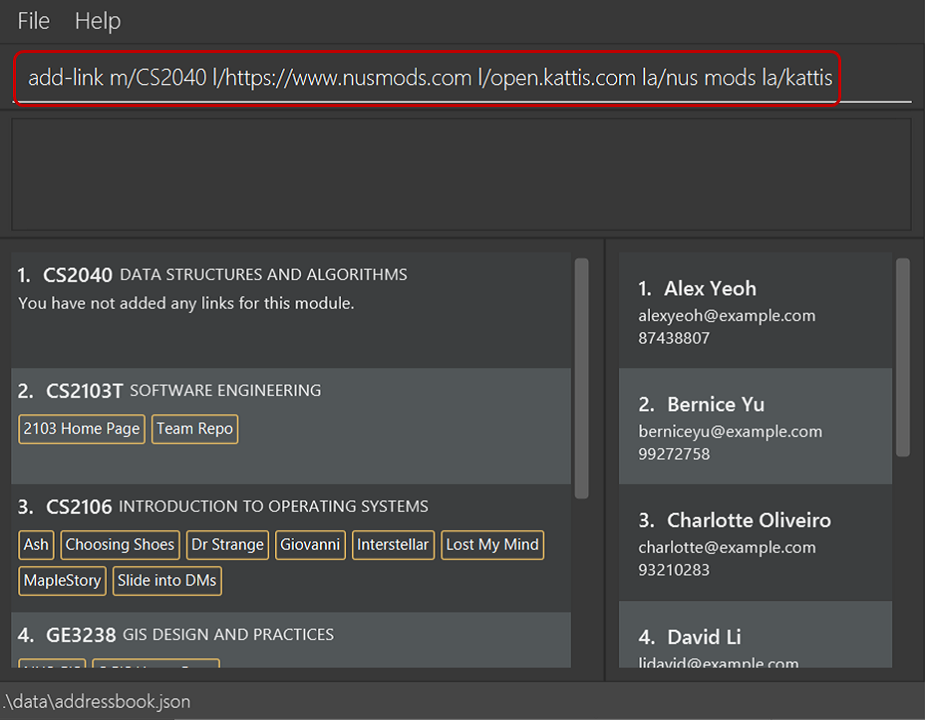 File Help
add-link m/CS2040 l/https://www.nusmods.com l/open.kattis.com la/nus mods la/kattis
1. CS2040 DATA STRUCTURES AND ALGORITHMS
You have not added any links for this module.
2. CS2103T SOFTWARE ENGINEERING
2103 Home Page Team Repo
3. CS2106 INTRODUCTION TO OPERATING SYSTEMS
Ash Choosing Shoes Dr Strange Giovanni Interstellar Lost My Mind
MapleStory Slide into DMs
4. GE3238 GIS DESIGN AND PRACTICES
1. Alex Yeoh
alexyeoh@example.com
87438807
2. Bernice Yu
berniceyu@example.com
99272758
3. Charlotte Oliveiro
charlotte@example.com
93210283
4. David Li
lidavid@example.com
.\data\addressbook.json